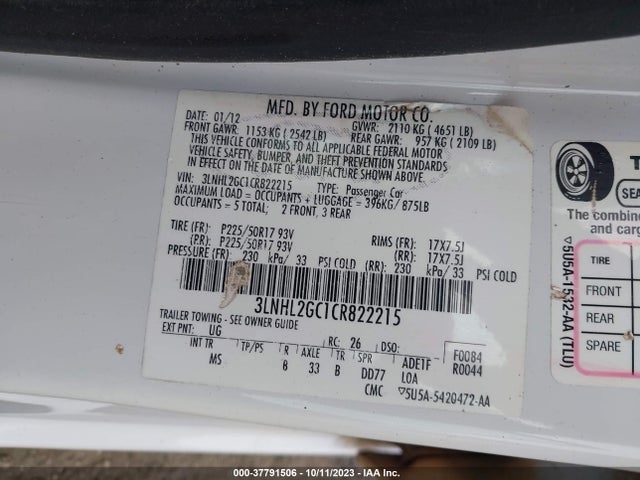 MFD. BY FORD MOTOR CO.
DATE: 01/12 GVWR: 2110 KG ( 4651 LB)
FRONT GAWR: 1153 KG ( 2542 LB) REAR GAWR: 957 KG ( 2109 LB)
THIS VEHICLE CONFORMS TO ALL APPLICABLE FEDERAL MOTOR
VEHICLE SAFETY, BUMPER, AND THEFT PREVENTION STANDARDS
IN EFFECT ON THE DATE OF MANUFACTURE SHOWN ABOVE.
VIN: 3LNHL2GC1CR822215 TYPE: Passenger Car
MAXIMUM LOAD = OCCUPANTS + LUGGAGE = 396KG/ 875LB
OCCUPANTS = 5 TOTAL; 2 FRONT, 3 REAR
TIRE (FR): P225/50R17 93V RIMS (FR): 17X7.5J
(RR): P225/50R17 93V (RR): 17X7.5J
PRESSURE (FR): 230 kPa/ 33 PSI COLD (RR): 230 kPa/ 33 PSI COLD
3LNHL2GC1CR822215
TRAILER TOWING - SEE OWNER GUIDE
EXT PNT: UG RC: 26 DSO: F0084
INT TR TP/PS R AXLE TR SPR ADETF R0044
MS 8 33 B DD77 LOA
CMC 5U5A-5420472-AA
SEA
The combine
and carg
TIRE
FRONT
REAR
SPARE
5U5A-1532-AA (TLU)
000-37791506 - 10/11/2023 - IAA Inc.